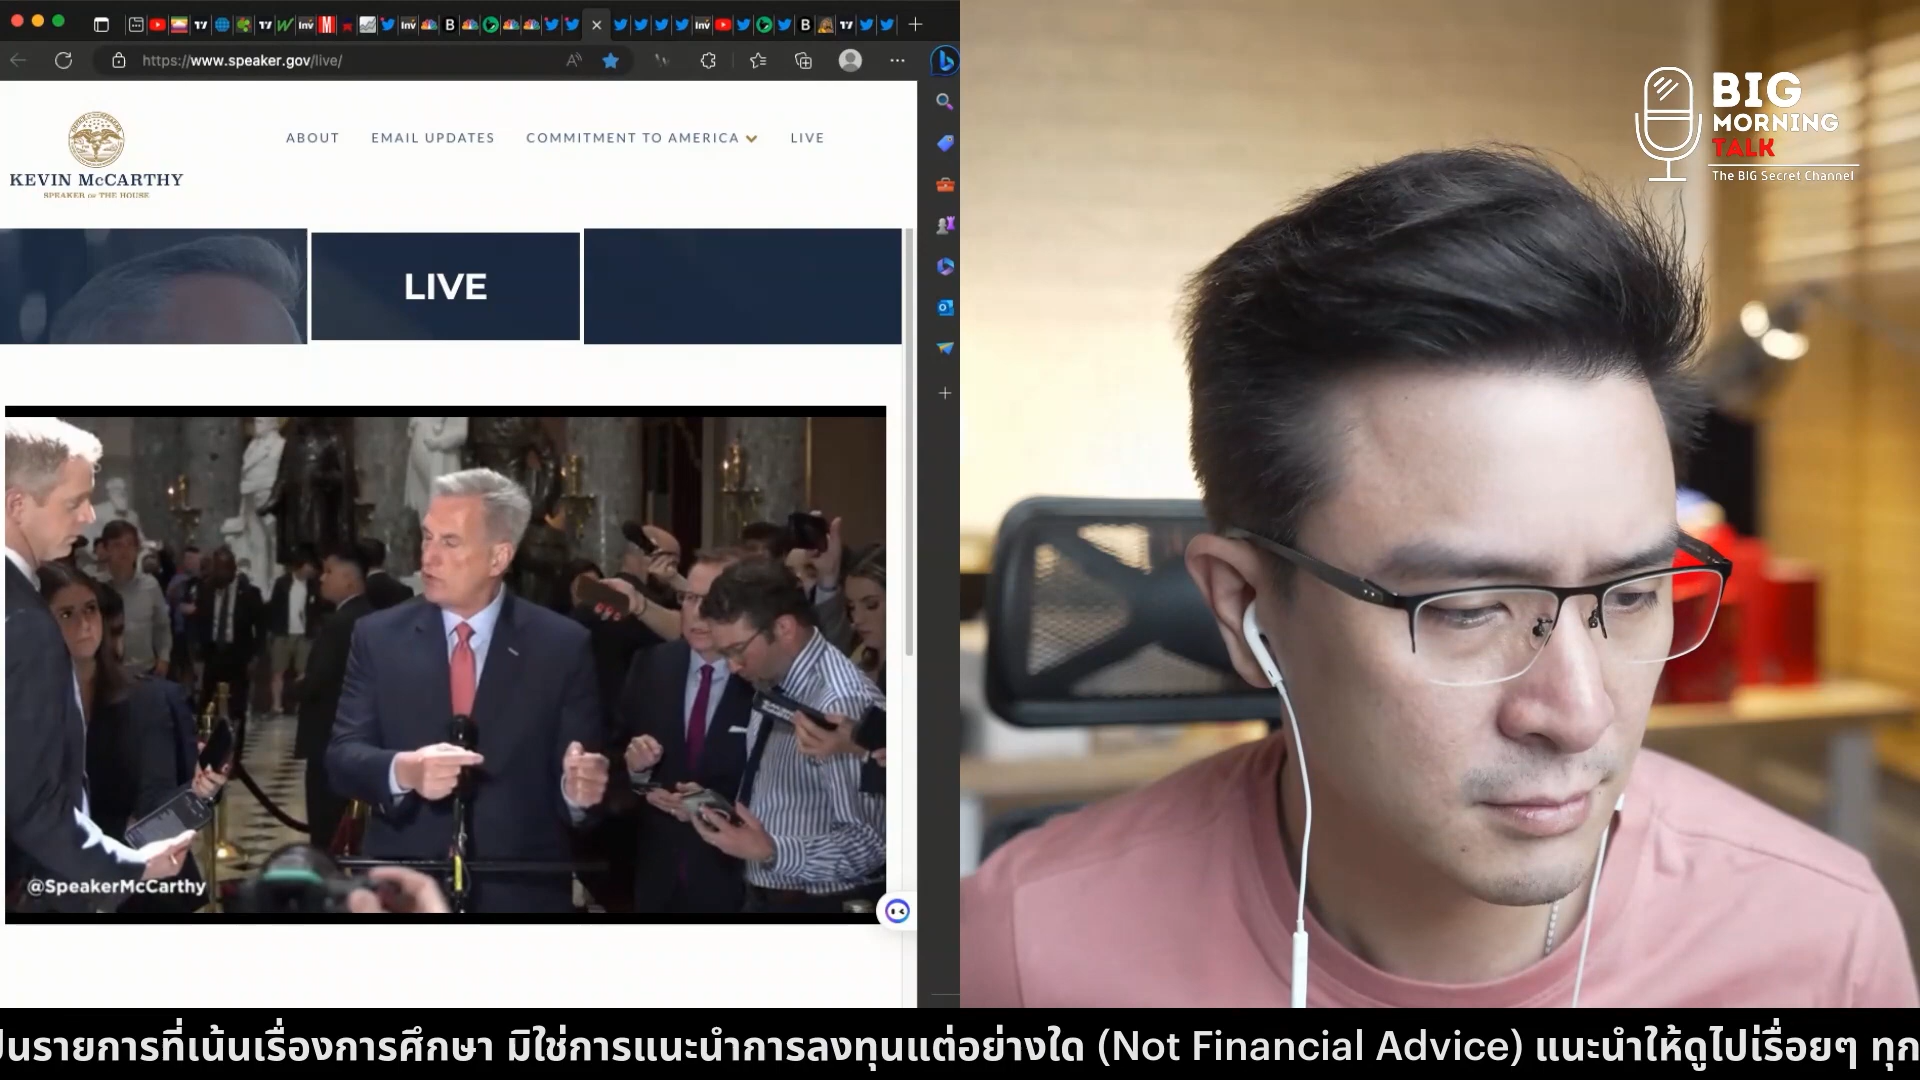 https://www.speaker.gov/live/
KEVIN McCARTHY
SPEAKER OF THE HOUSE
ABOUT
EMAIL UPDATES
COMMITMENT TO AMERICA
LIVE
LIVE
@SpeakerMcCarthy
BIG
MORNING
TALK
The BIG Secret Channel
ป็นรายการที่เน้นเรื่องการศึกษา มิใช่การแนะนำการลงทุนแต่อย่างใด (Not Financial Advice) แนะนำให้ดูไปเรื่อยๆ ทุก